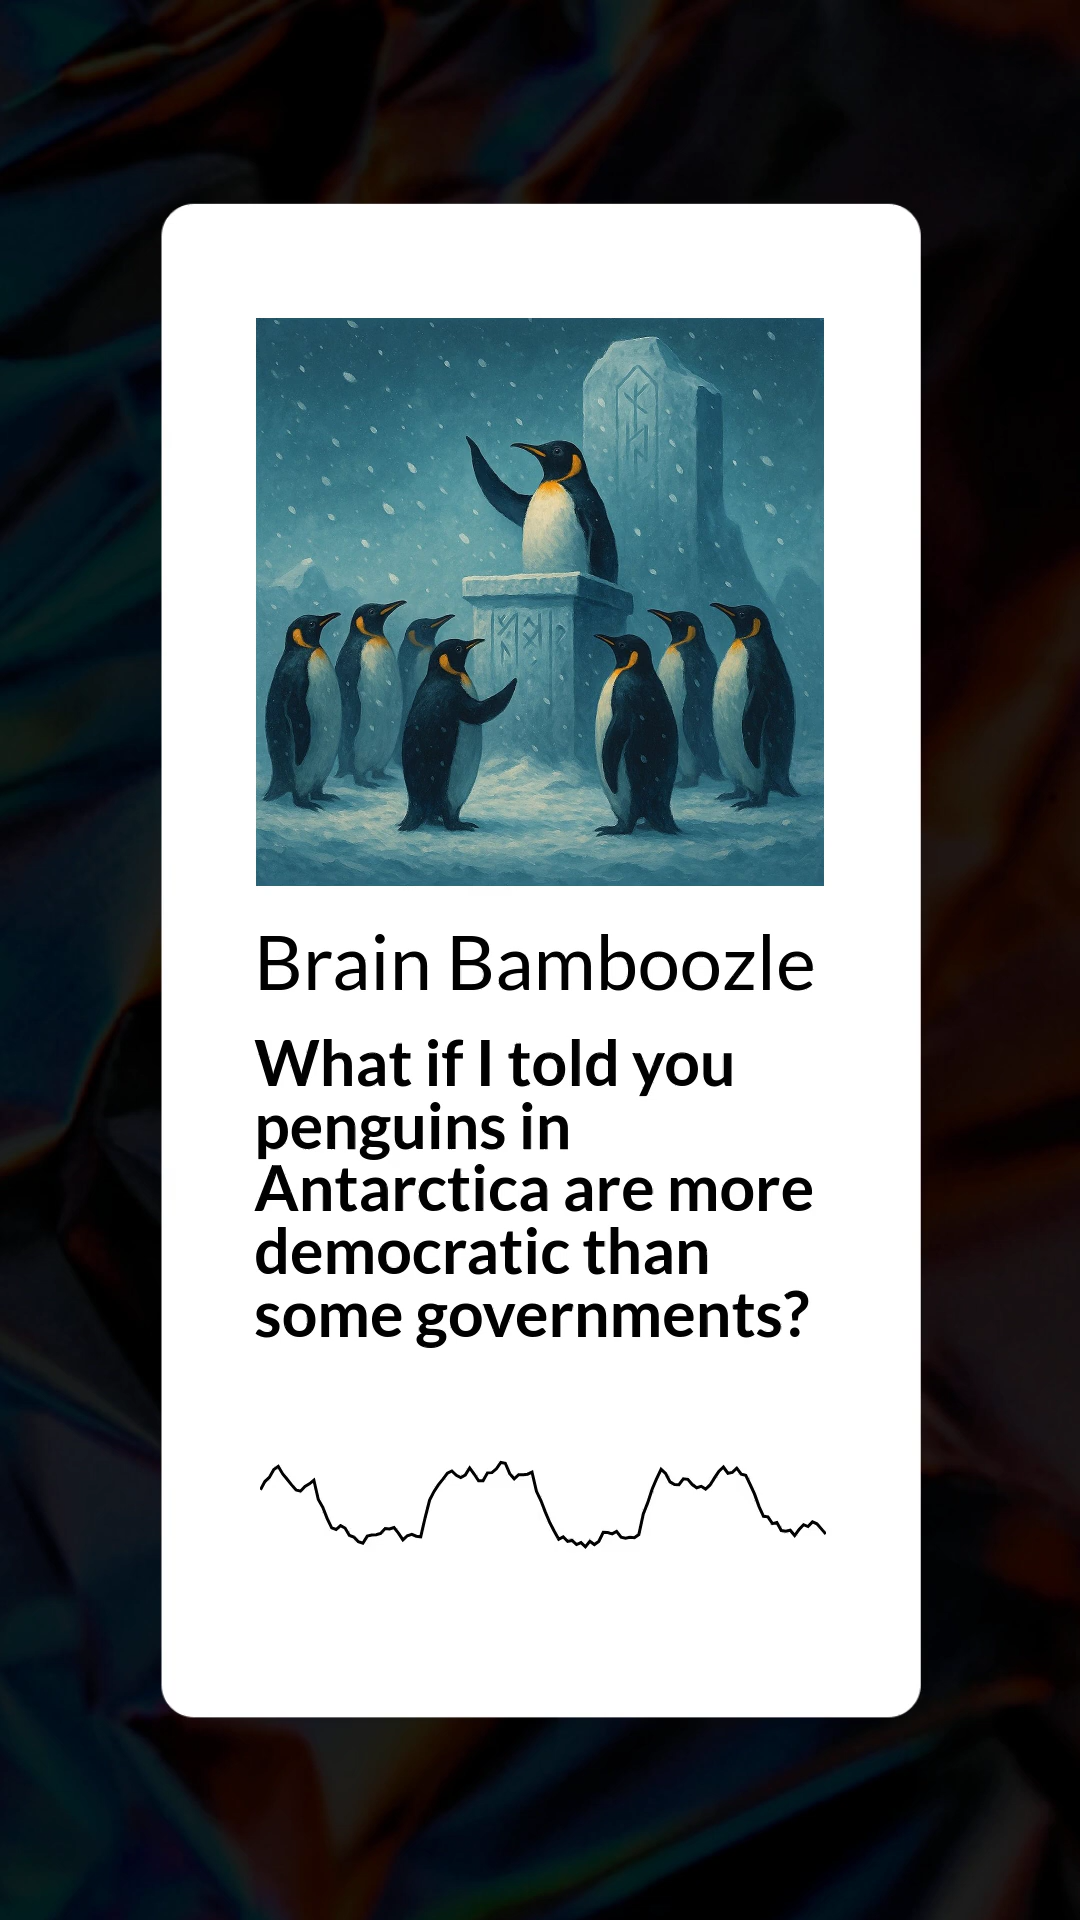 Brain Bamboozle
What if I told you
penguins in
Antarctica are more
democratic than
some governments?